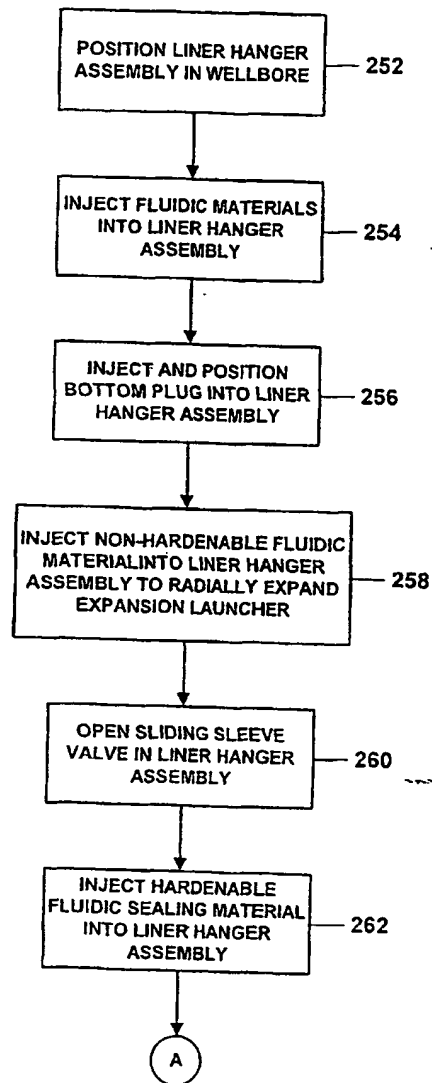 POSITION LINER HANGER
ASSEMBLY IN WELLBORE
252
INJECT FLUIDIC MATERIALS
INTO LINER HANGER
ASSEMBLY
254
INJECT AND POSITION
BOTTOM PLUG INTO LINER
HANGER ASSEMBLY
256
INJECT NON-HARDENABLE FLUIDIC
MATERIALINTO LINER HANGER
ASSEMBLY TO RADIALLY EXPAND
EXPANSION LAUNCHER
258
OPEN SLIDING SLEEVE
VALVE IN LINER HANGER
ASSEMBLY
260
INJECT HARDENABLE
FLUIDIC SEALING MATERIAL
INTO LINER HANGER
ASSEMBLY
262
A